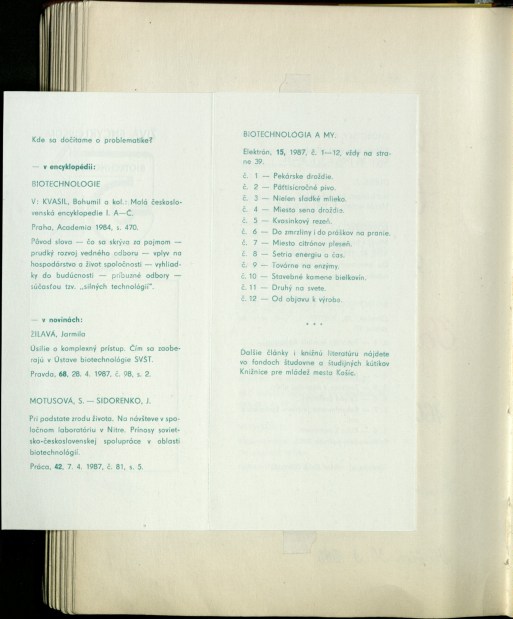 Kde sa dočítame o problematike?
— v encyklopédii:
BIOTECHNOLOGIE
V: KVASIL, Bohumil a kol.: Malá českoslo-
venská encyklopedie I. A—Č.
Praha, Academia 1984, s. 470.
Pôvod slova — čo sa skrýva za pojmom —
prudký rozvoj vedného odboru — vplyv na
hospodárstvo a život spoločnosti — vyhliad-
ky do budúcnosti — príbuzné odbory —
súčasťou tzv. „silných technológií".
— v novinách:
ŽILAVÁ, Jarmila
Úsilie o komplexný prístup. Čím sa zaobe-
rajú v Ústave biotechnológie SVŠT.
Pravda, 68, 28. 4. 1987, č. 98, s. 2.
MOTUSOVÁ, S. — SIDORENKO, J.
Pri podstate zrodu života. Na návšteve v spo-
ločnom laboratóriu v Nitre. Prínosy soviet-
sko-československej spolupráce v oblasti
biotechnológií.
Práca, 42, 7. 4. 1987, č. 81, s. 5.
BIOTECHNOLÓGIA A MY.
Elektrón, 15, 1987, č. 1—12, vždy na stra-
ne 39.
č. 1 — Pekárske droždie.
č. 2 — Päťtisícročné pivo.
č. 3 — Nielen sladké mlieko.
č. 4 — Miesto sena droždie.
č. 5 — Kvasinkový rezeň.
č. 6 — Do zmrzliny i do práškov na pranie.
č. 7 — Miesto citrónov pleseň.
č. 8 — Šetria energiu a čas.
č. 9 — Továrne na enzýmy.
č. 10 — Stavebné kamene bielkovín.
č. 11 — Druhý na svete.
č. 12 — Od objavu k výrobe.
* * *
Ďalšie články i knižnú literatúru nájdete
vo fondoch študovne a študijných kútikov
Knižnice pre mládež mesta Košíc.